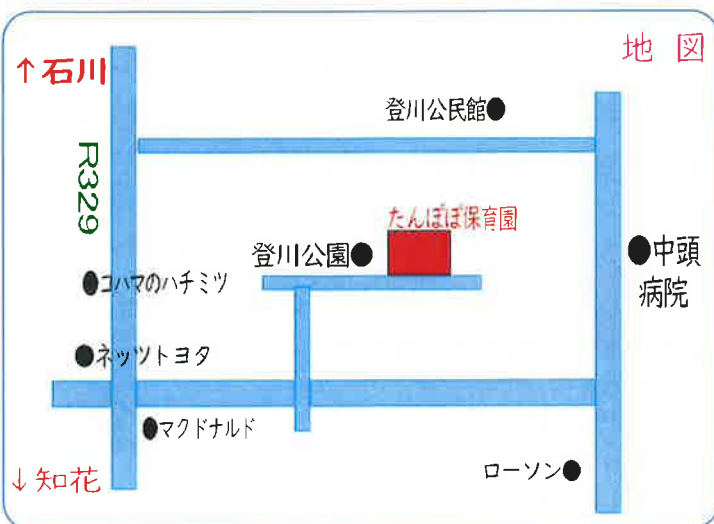 地 図
↑石川
登川公民館
R329
たんぽぽ保育園
登川公園
中頭
病院
コハマのハチミツ
ネッツトヨタ
マクドナルド
ローソン
↓知花